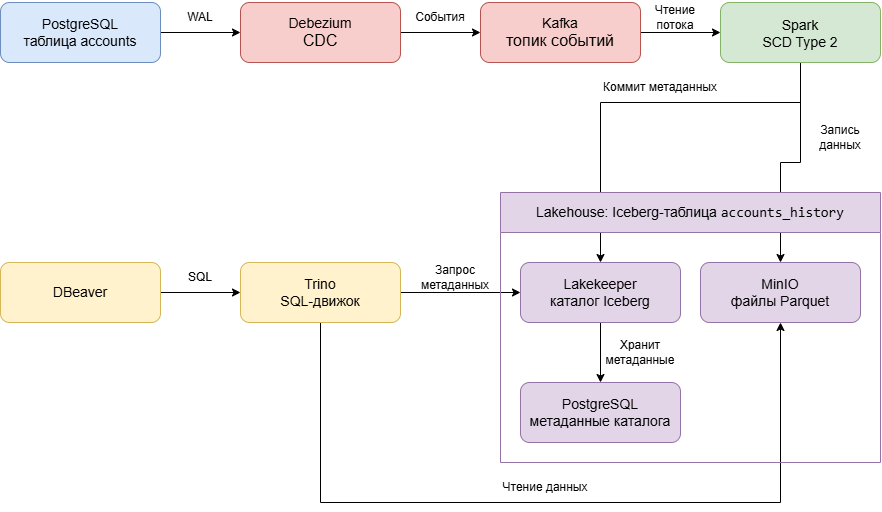 PostgreSQL
таблица accounts
WAL
Debezium
CDC
События
Kafka
топик событий
Чтение
потока
Spark
SCD Type 2
Коммит метаданных
Запись
данных
Lakehouse: Iceberg-таблица accounts_history
DBeaver
SQL
Trino
SQL-движок
Запрос
метаданных
Lakekeeper
каталог Iceberg
MinIO
файлы Parquet
Хранит
метаданные
PostgreSQL
метаданные каталога
Чтение данных